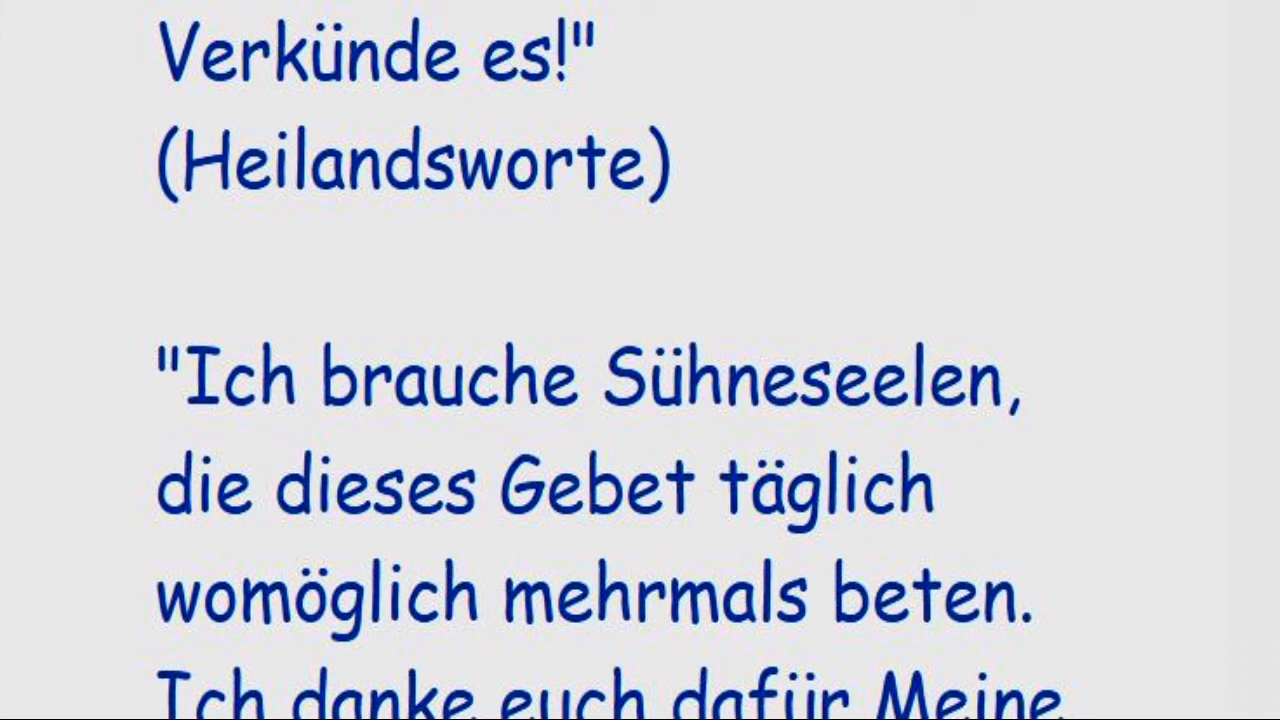 Verkünde es!"
(Heilandsworte)
"Ich brauche Sühneseelen,
die dieses Gebet täglich
womöglich mehrmals beten.
Ich danke euch dafür Meine